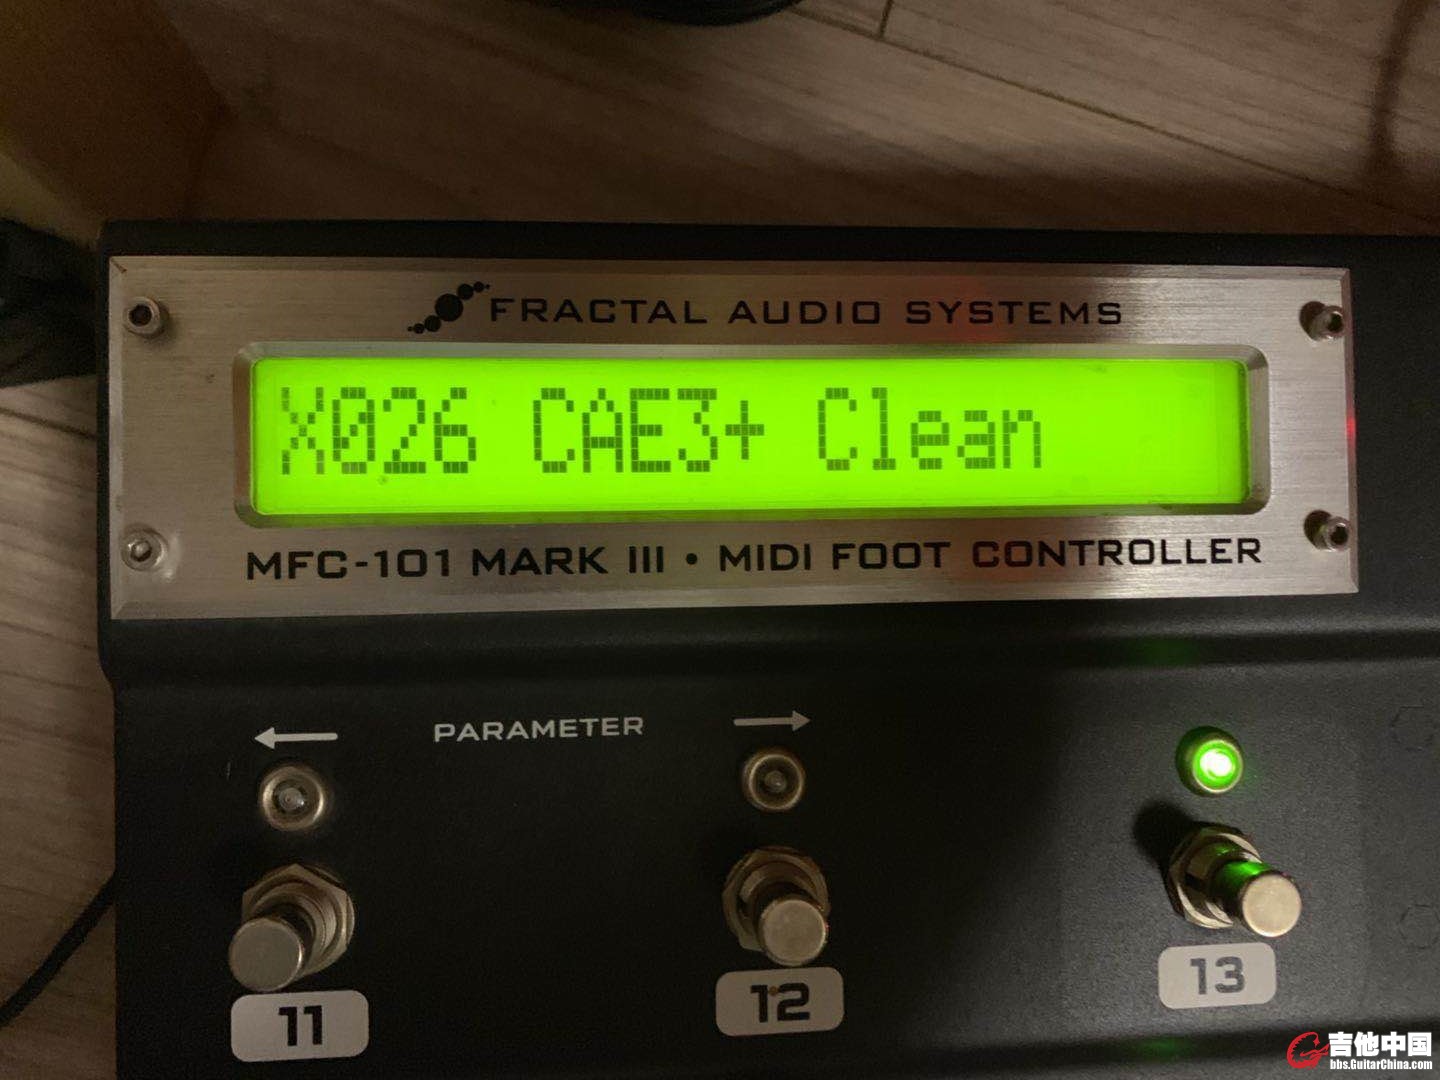 FRACTAL AUDIO SYSTEMS
X026 CAE3+ Clean
MFC-101 MARK III • MIDI FOOT CONTROLLER
PARAMETER
11
12
13
吉他中国
bbs.GuitarChina.com